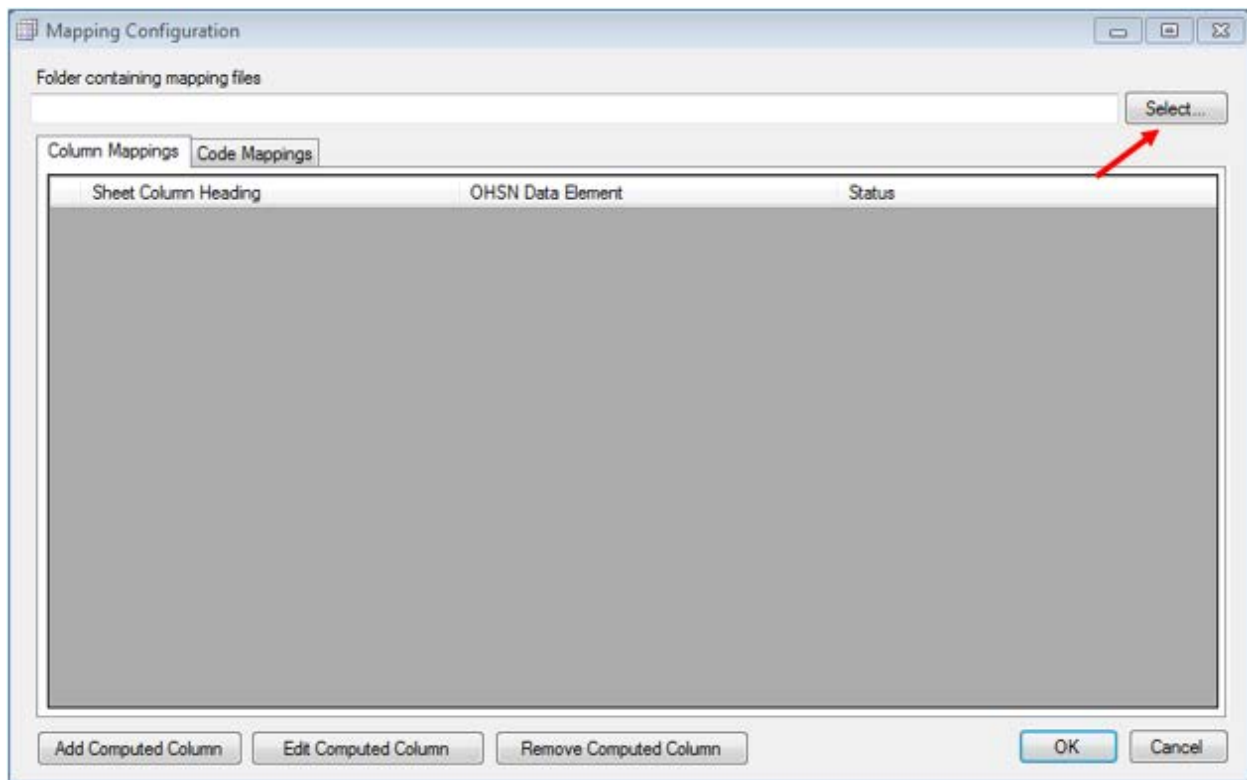 Mapping Configuration
Folder containing mapping files
Select...
Column Mappings Code Mappings
Sheet Column Heading OHSN Data Element Status
Add Computed Column Edit Computed Column Remove Computed Column OK Cancel